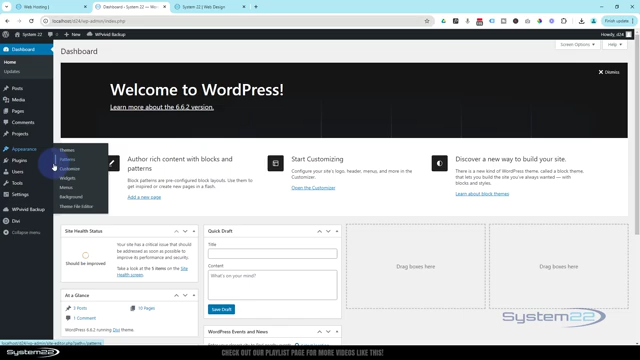 Web Hosting |
Dashboard ‹ System 22 — Wo
System 22 | Web Design
localhost/d24/wp-admin/index.php
Finish update
System 22
New
WPvivid Backup
Howdy, d24
Dashboard
Home
Updates
Posts
Media
Pages
Comments
Projects
Appearance
Plugins
Users
Tools
Settings
WPvivid Backup
Divi
Collapse menu
Themes
Patterns
Customize
Widgets
Menus
Background
Theme File Editor
Dashboard
Screen Options
Help
Dismiss
Welcome to WordPress!
Learn more about the 6.6.2 version.
Author rich content with blocks and
patterns
Block patterns are pre-configured block layouts. Use them to
get inspired or create new pages in a flash.
Add a new page
Start Customizing
Configure your site's logo, header, menus, and more in the
Customizer.
Open the Customizer
Discover a new way to build your site.
There is a new kind of WordPress theme, called a block theme,
that lets you build the site you've always wanted — with
blocks and styles.
Learn about block themes
Site Health Status
Should be improved
Your site has a critical issue that should
be addressed as soon as possible to
improve its performance and security.
Take a look at the 5 items on the Site
Health screen.
At a Glance
3 Posts
10 Pages
1 Comment
WordPress 6.6.2 running Divi theme.
Quick Draft
Title
Content
What's on your mind?
Save Draft
WordPress Events and News
Drag boxes here
Drag boxes here
System22
localhost/d24/wp-admin/site-editor.php?path=/patterns
System22
CHECK OUT OUR PLAYLIST PAGE FOR MORE VIDEOS LIKE THIS!
System22